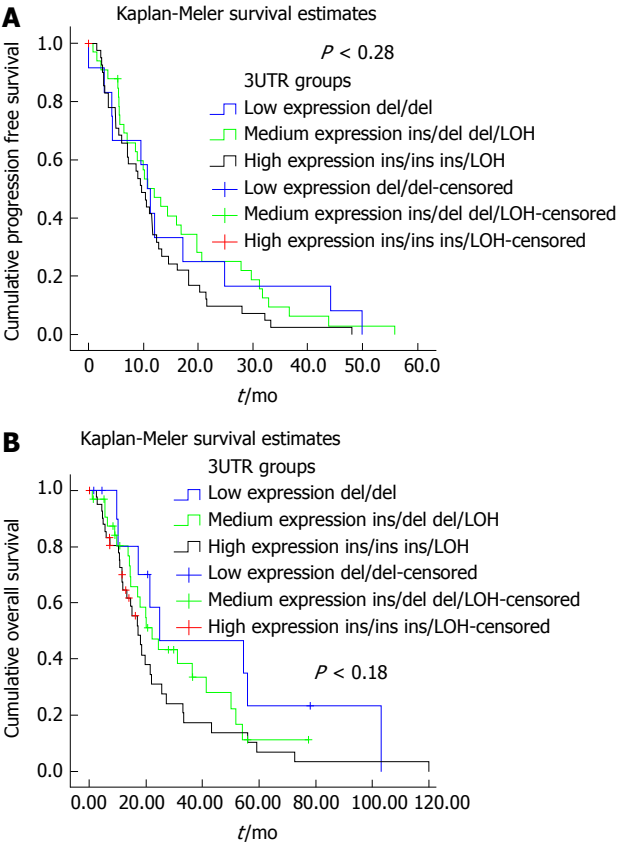 A
Kaplan-Meler survival estimates
P < 0.28
3UTR groups
Low expression del/del
Medium expression ins/del del/LOH
High expression ins/ins ins/LOH
Low expression del/del-censored
Medium expression ins/del del/LOH-censored
High expression ins/ins ins/LOH-censored
Cumulative progression free survival
1.0
0.8
0.6
0.4
0.2
0.0
0 10.0 20.0 30.0 40.0 50.0 60.0
t/mo
B
Kaplan-Meler survival estimates
3UTR groups
Low expression del/del
Medium expression ins/del del/LOH
High expression ins/ins ins/LOH
Low expression del/del-censored
Medium expression ins/del del/LOH-censored
High expression ins/ins ins/LOH-censored
P < 0.18
Cumulative overall survival
1.0
0.8
0.6
0.4
0.2
0.0
0.00 20.00 40.00 60.00 80.00 100.00 120.00
t/mo